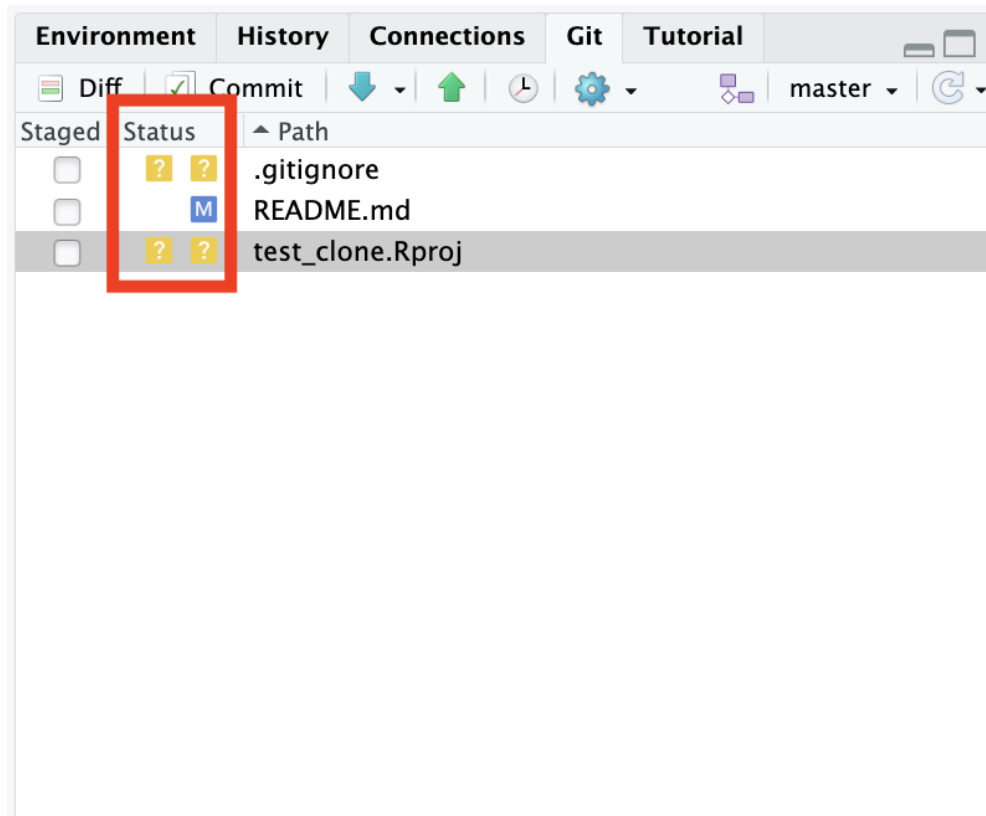 Environment History Connections Git Tutorial
Diff Commit master
Staged Status Path
? ? .gitignore
M README.md
? ? test_clone.Rproj